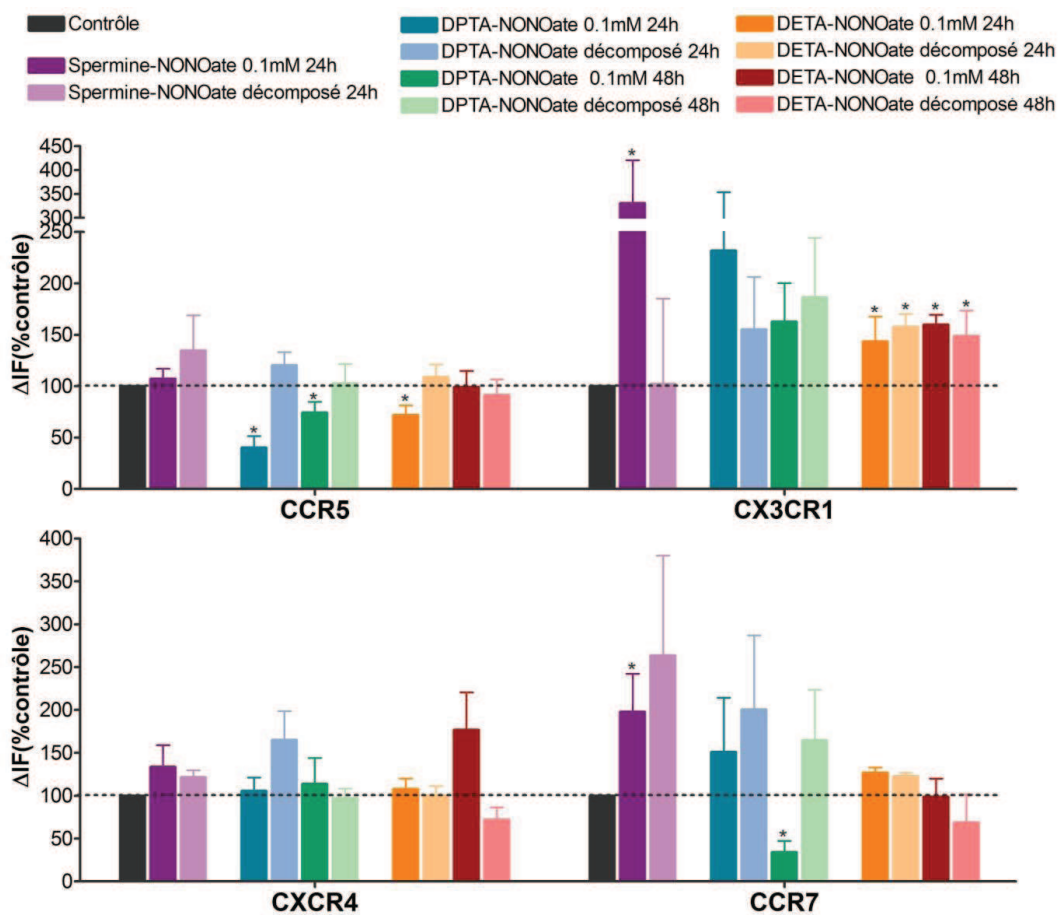 Contrôle
Spermine-NONOate 0.1mM 24h
Spermine-NONOate décomposé 24h
DPTA-NONOate 0.1mM 24h
DPTA-NONOate décomposé 24h
DPTA-NONOate 0.1mM 48h
DPTA-NONOate décomposé 48h
DETA-NONOate 0.1mM 24h
DETA-NONOate décomposé 24h
DETA-NONOate 0.1mM 48h
DETA-NONOate décomposé 48h
ΔIF(%contrôle)
450
400
350
300
250
200
150
100
50
0
*
*
*
*
*
*
*
*
CCR5
CX3CR1
ΔIF(%contrôle)
400
350
300
250
200
150
100
50
0
*
*
CXCR4
CCR7